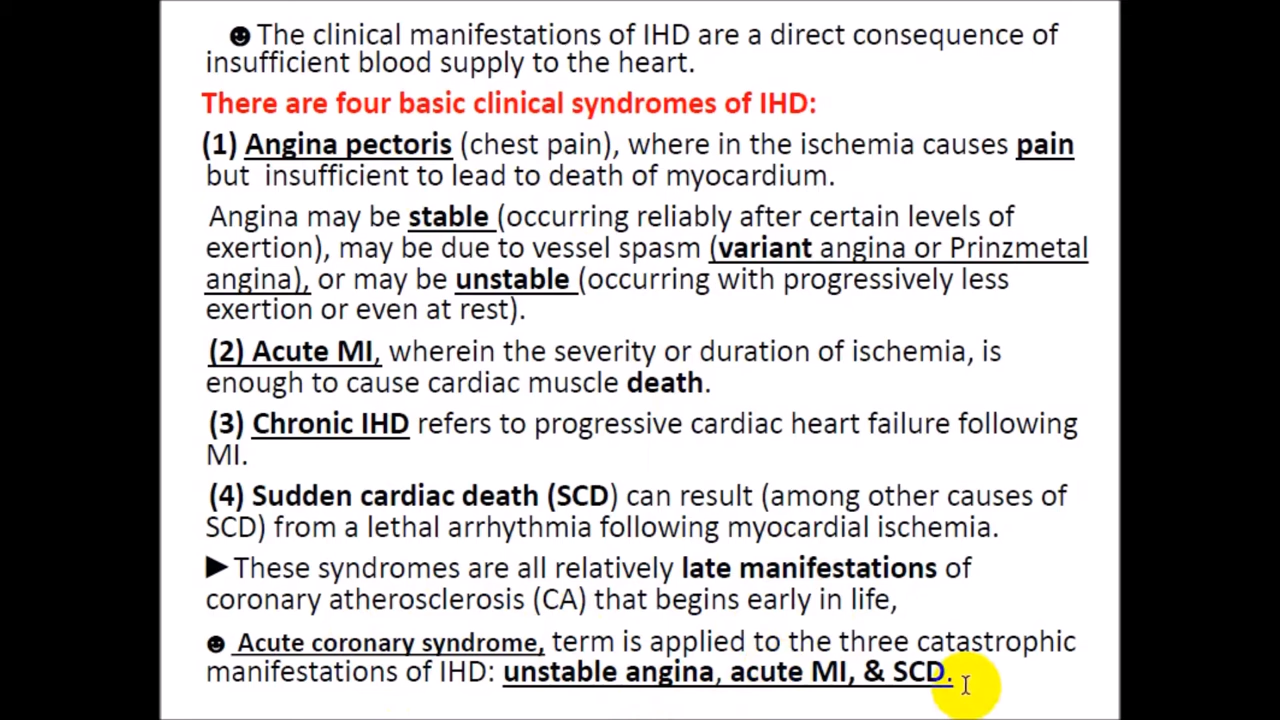 ☻The clinical manifestations of IHD are a direct consequence of
insufficient blood supply to the heart.
There are four basic clinical syndromes of IHD:
(1) Angina pectoris (chest pain), where in the ischemia causes pain
but insufficient to lead to death of myocardium.
Angina may be stable (occurring reliably after certain levels of
exertion), may be due to vessel spasm (variant angina or Prinzmetal
angina), or may be unstable (occurring with progressively less
exertion or even at rest).
(2) Acute MI, wherein the severity or duration of ischemia, is
enough to cause cardiac muscle death.
(3) Chronic IHD refers to progressive cardiac heart failure following
MI.
(4) Sudden cardiac death (SCD) can result (among other causes of
SCD) from a lethal arrhythmia following myocardial ischemia.
►These syndromes are all relatively late manifestations of
coronary atherosclerosis (CA) that begins early in life,
☻ Acute coronary syndrome, term is applied to the three catastrophic
manifestations of IHD: unstable angina, acute MI, & SCD.